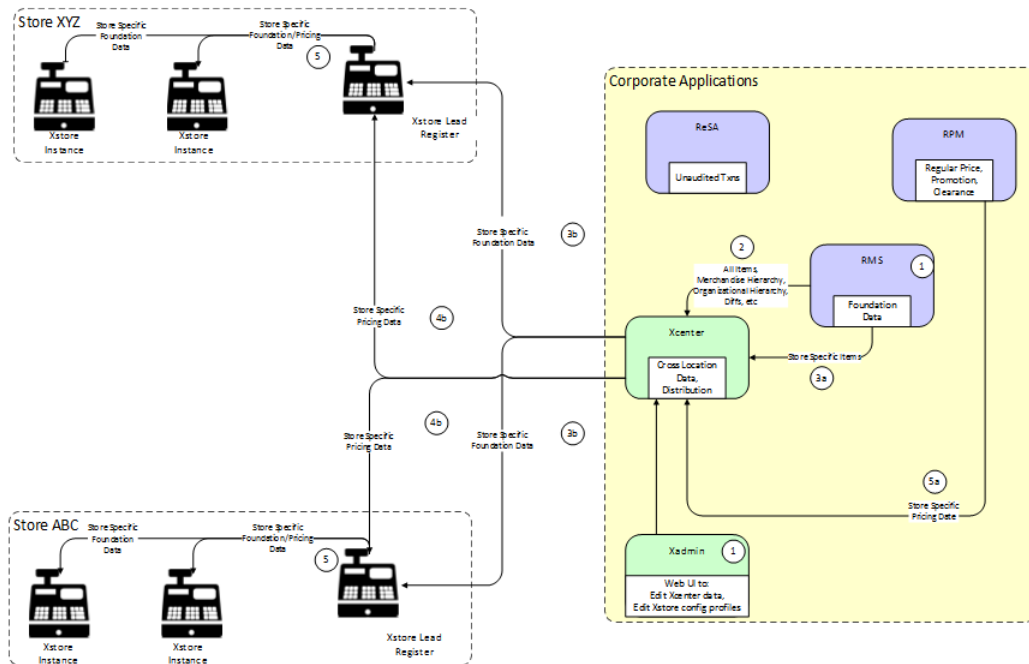 Store XYZ
Store Specific
Foundation
Data
Store Specific
Foundation/Pricing
Data
5
Xstore
Instance
Xstore
Instance
Xstore Lead
Register
Corporate Applications
ReSA
Unaudited Txns
RPM
Regular Price,
Promotion,
Clearance
Store Specific
Foundation Data
3b
2
All Items,
Merchandise Hierarchy,
Organizational Hierarchy,
Diffs, etc
RMS
1
Foundation
Data
Store Specific
Pricing Data
4b
Xcenter
Cross Location
Data,
Distribution
Store Specific Items
3a
Store Specific
Pricing Data
4b
Store Specific
Foundation Data
3b
5a
Store Specific
Pricing Date
Store ABC
Store Specific
Foundation
Data
Store Specific
Foundation/Pricing
Data
5
Xadmin
1
Web UI to:
Edit Xcenter data,
Edit Xstore config profiles
Xstore
Instance
Xstore
Instance
Xstore Lead
Register